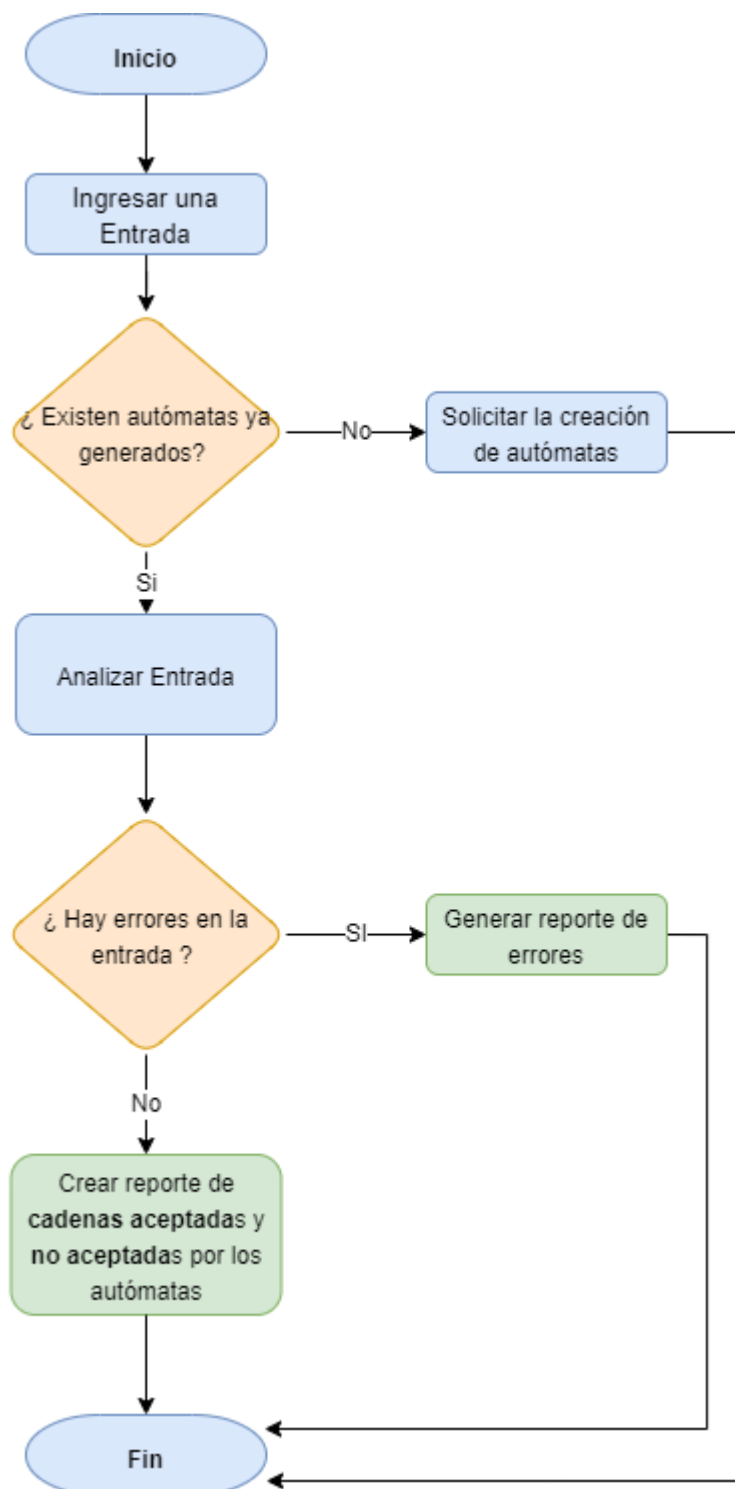 Inicio
Ingresar una
Entrada
¿ Existen autómatas ya
generados?
No
Solicitar la creación
de autómatas
Si
Analizar Entrada
¿ Hay errores en la
entrada ?
SI
Generar reporte de
errores
No
Crear reporte de
cadenas aceptadas y
no aceptadas por los
autómatas
Fin